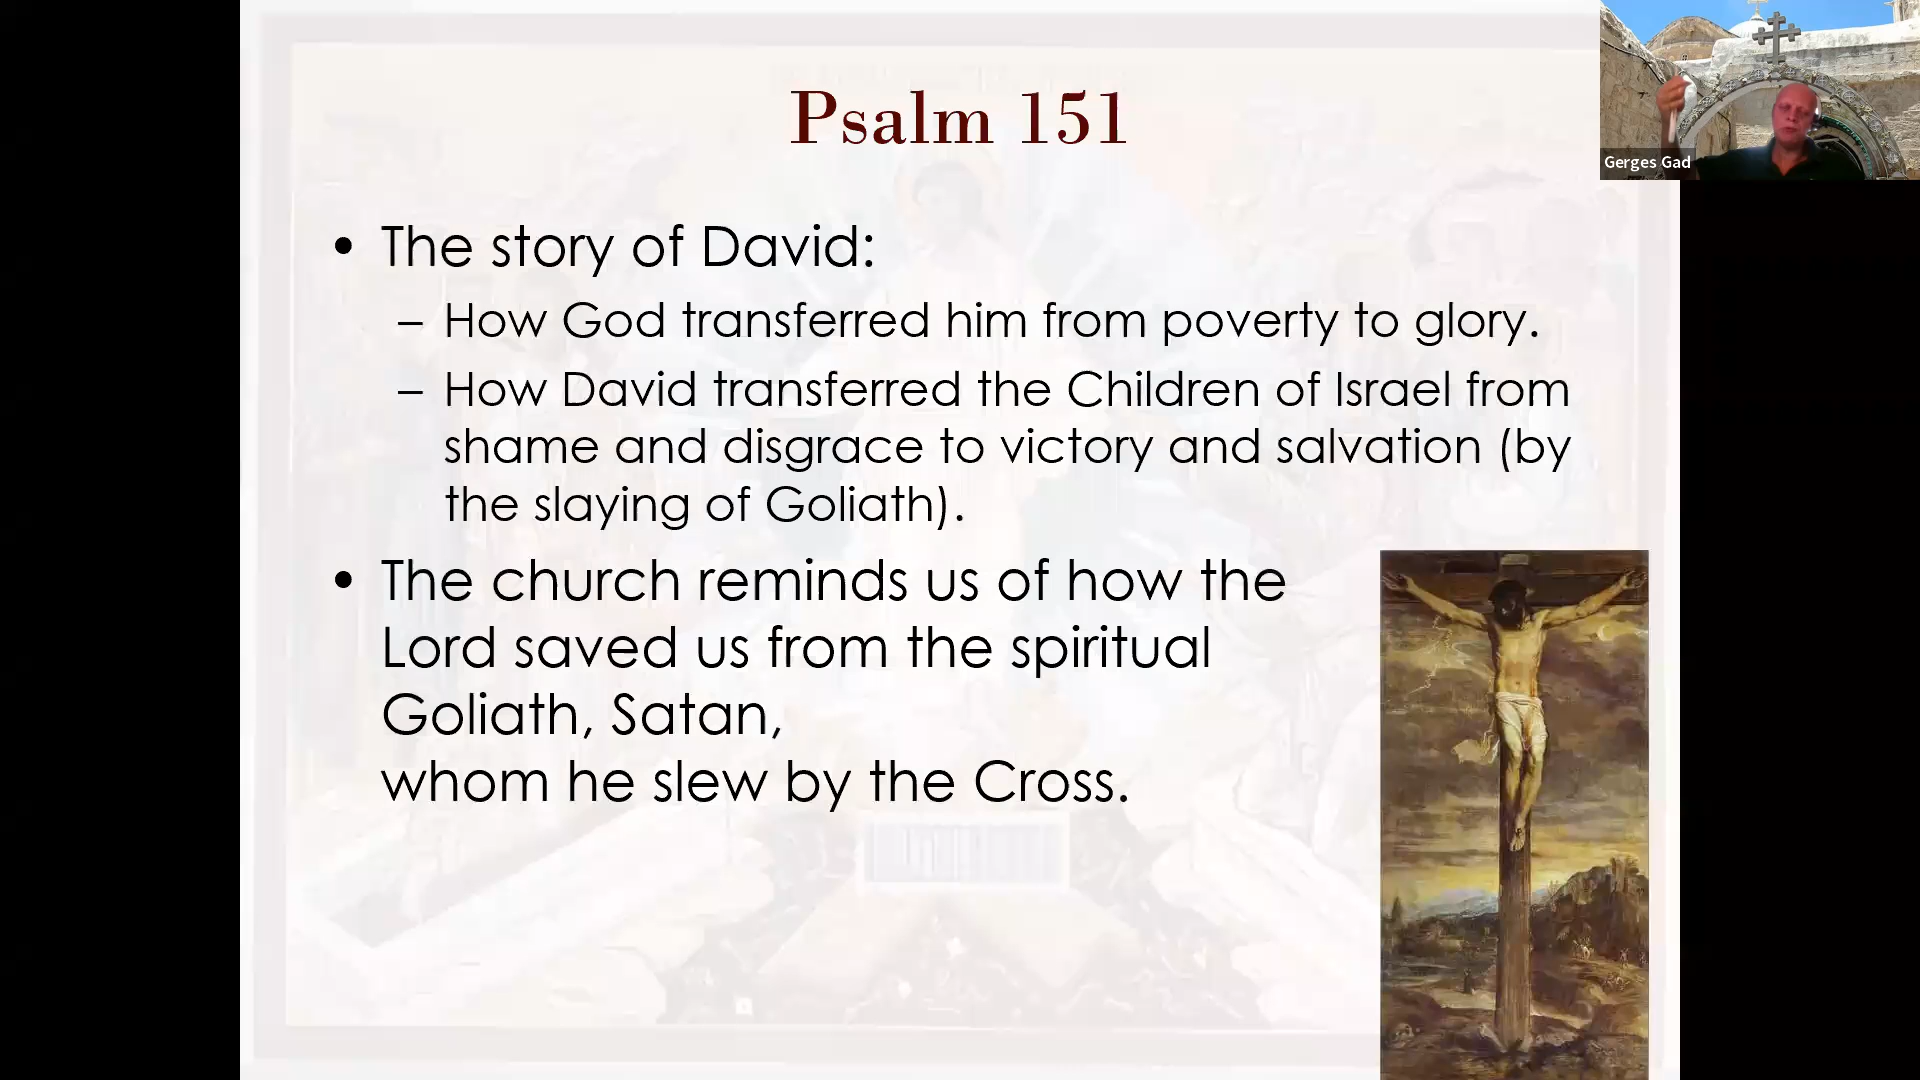 Psalm 151
Gerges Gad
• The story of David:
– How God transferred him from poverty to glory.
– How David transferred the Children of Israel from
shame and disgrace to victory and salvation (by
the slaying of Goliath).
• The church reminds us of how the
Lord saved us from the spiritual
Goliath, Satan,
whom he slew by the Cross.